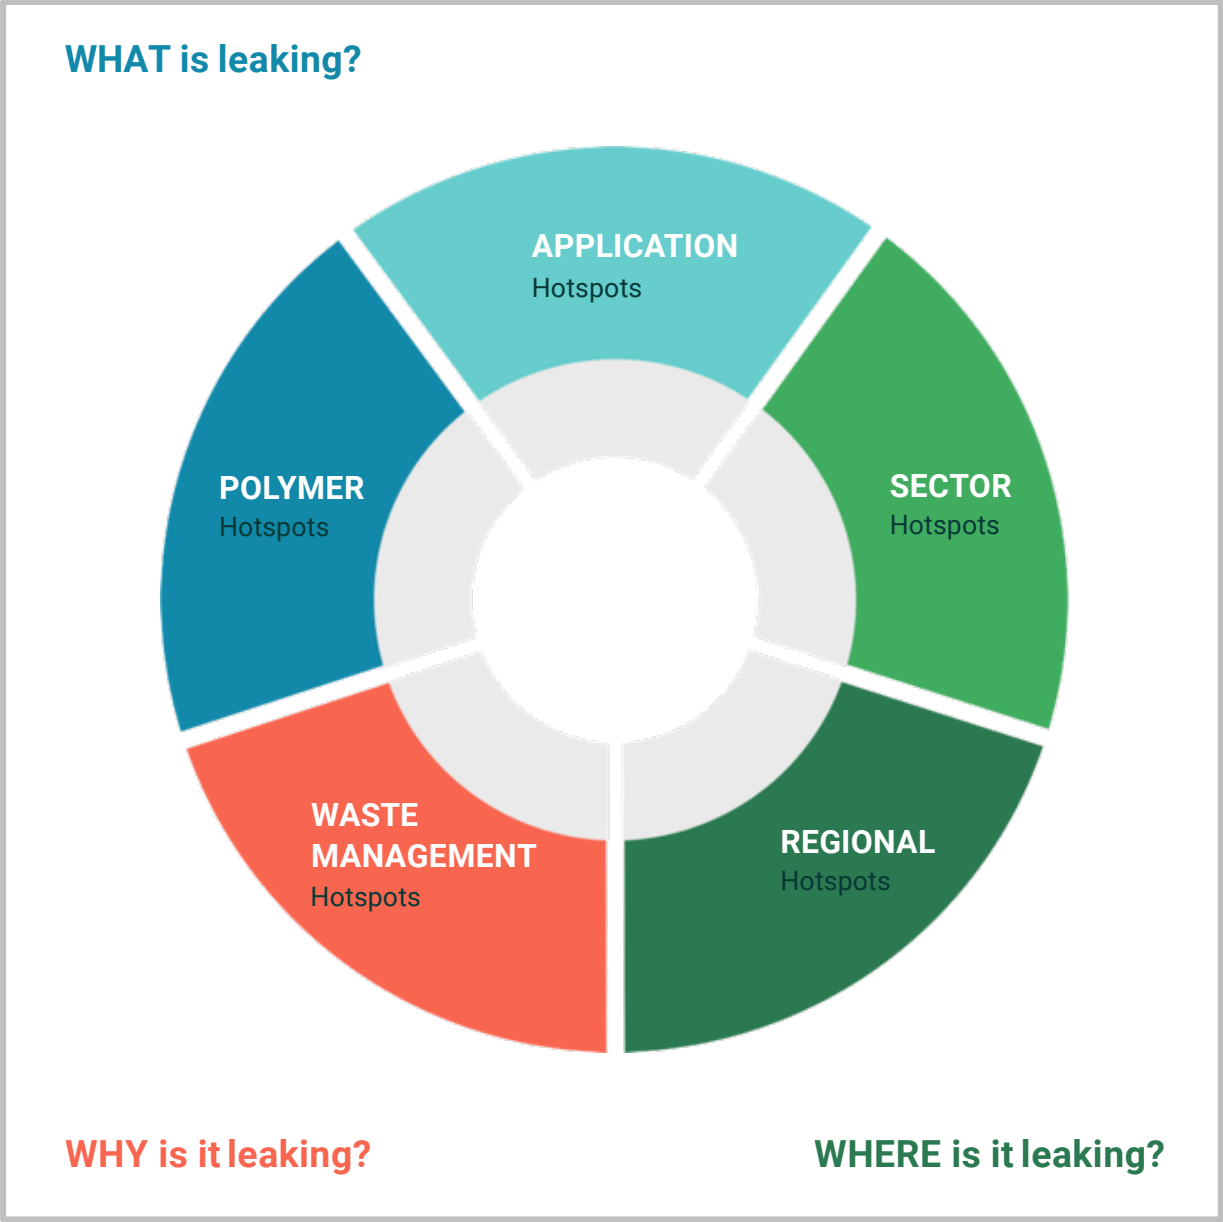 WHAT is leaking?
APPLICATION
Hotspots
POLYMER
Hotspots
SECTOR
Hotspots
WASTE
MANAGEMENT
Hotspots
REGIONAL
Hotspots
WHY is it leaking?
WHERE is it leaking?